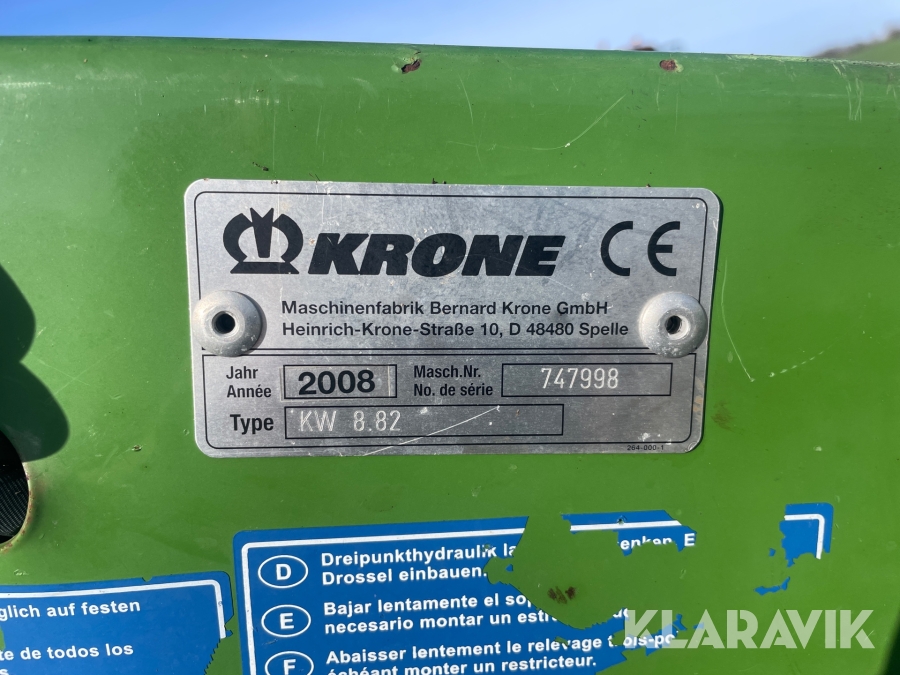 KRONE CE
Maschinenfabrik Bernard Krone GmbH
Heinrich-Krone-Straße 10, D 48480 Spelle
Jahr
Année
2008
Masch.Nr.
No. de série
747998
Type KW 8.82
264-000-1
D Dreipunkthydraulik
Drossel einbauen.
E Bajar lentamente el
necesario montar un
F Abaisser lentement le relevage
échéant monter un restricteur.
auf festen
de todos los
KLARAVIK